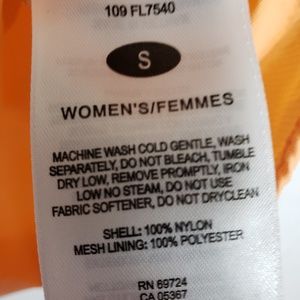 109 FL7540
S
WOMEN'S/FEMMES
MACHINE WASH COLD GENTLE, WASH
SEPARATELY, DO NOT BLEACH, TUMBLE
DRY LOW, REMOVE PROMPTLY, IRON
LOW NO STEAM, DO NOT USE
FABRIC SOFTENER, DO NOT DRYCLEAN
SHELL: 100% NYLON
MESH LINING: 100% POLYESTER
RN 69724
CA 05367